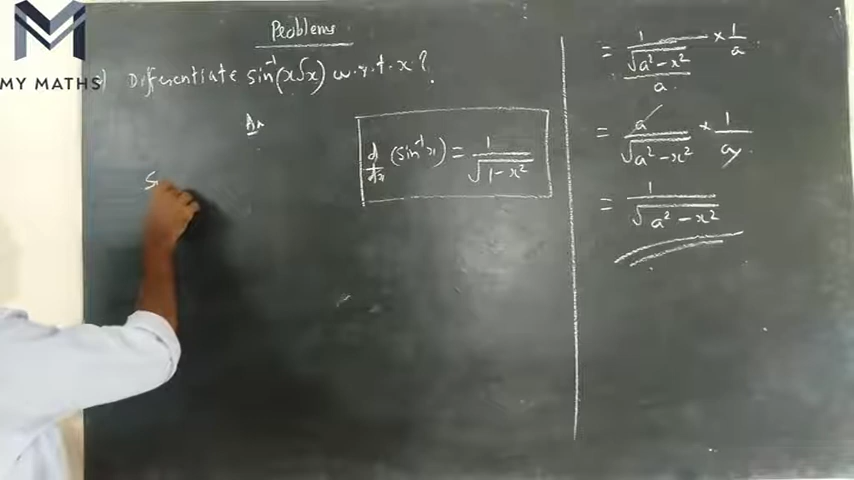 MY MATHS
Problems
) Differentiate sin⁻¹(x√x) w.r.t. x?
An
d/dx (sin⁻¹x) = 1/√(1-x²)
S
= 1/(√(a²-x²)/a) × 1/a
= a/√(a²-x²) × 1/a
= 1/√(a²-x²)